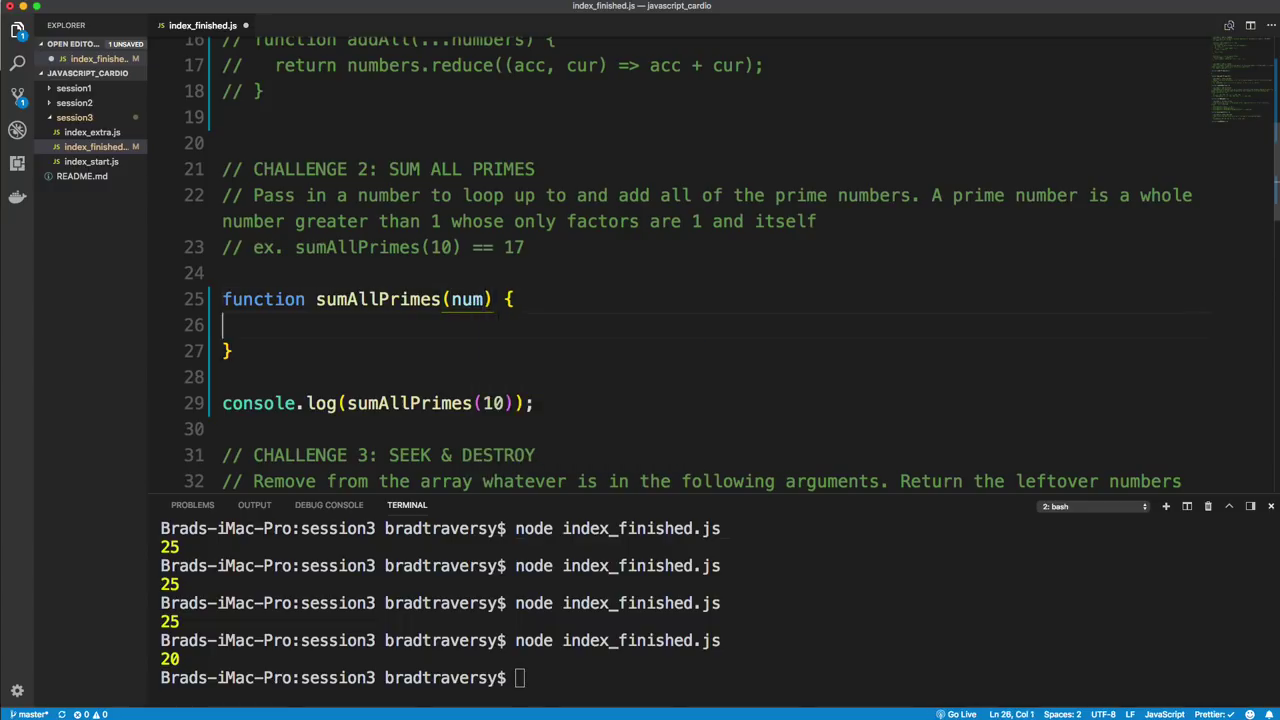 index_finished.js — javascript_cardio
EXPLORER
OPEN EDITO... 1 UNSAVED
index_finishe... M
JAVASCRIPT_CARDIO
session1
session2
session3
JS index_extra.js
JS index_finished... M
JS index_start.js
README.md
1
1
JS index_finished.js
16 // function addAll(...numbers) {
17 //   return numbers.reduce((acc, cur) => acc + cur);
18 // }
19
20
21 // CHALLENGE 2: SUM ALL PRIMES
22 // Pass in a number to loop up to and add all of the prime numbers. A prime number is a whole
number greater than 1 whose only factors are 1 and itself
23 // ex. sumAllPrimes(10) == 17
24
25 function sumAllPrimes(num) {
26
27 }
28
29 console.log(sumAllPrimes(10));
30
31 // CHALLENGE 3: SEEK & DESTROY
32 // Remove from the array whatever is in the following arguments. Return the leftover numbers
PROBLEMS OUTPUT DEBUG CONSOLE TERMINAL 2: bash
Brads-iMac-Pro:session3 bradtraversy$ node index_finished.js
25
Brads-iMac-Pro:session3 bradtraversy$ node index_finished.js
25
Brads-iMac-Pro:session3 bradtraversy$ node index_finished.js
25
Brads-iMac-Pro:session3 bradtraversy$ node index_finished.js
20
Brads-iMac-Pro:session3 bradtraversy$
master* 0 0 Go Live Ln 26, Col 1 Spaces: 2 UTF-8 LF JavaScript Prettier: ✓